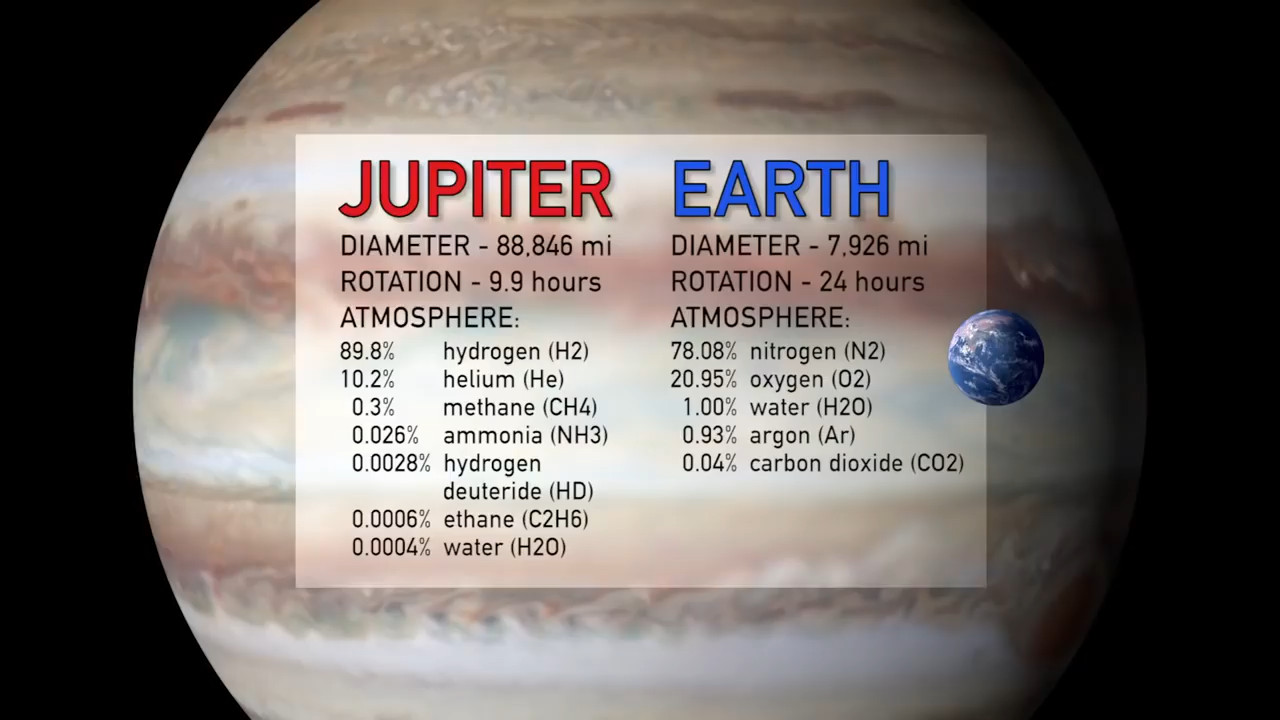 JUPITER
DIAMETER - 88,846 mi
ROTATION - 9.9 hours
ATMOSPHERE:
89.8% hydrogen (H2)
10.2% helium (He)
0.3% methane (CH4)
0.026% ammonia (NH3)
0.0028% hydrogen
deuteride (HD)
0.0006% ethane (C2H6)
0.0004% water (H2O)
EARTH
DIAMETER - 7,926 mi
ROTATION - 24 hours
ATMOSPHERE:
78.08% nitrogen (N2)
20.95% oxygen (O2)
1.00% water (H2O)
0.93% argon (Ar)
0.04% carbon dioxide (CO2)